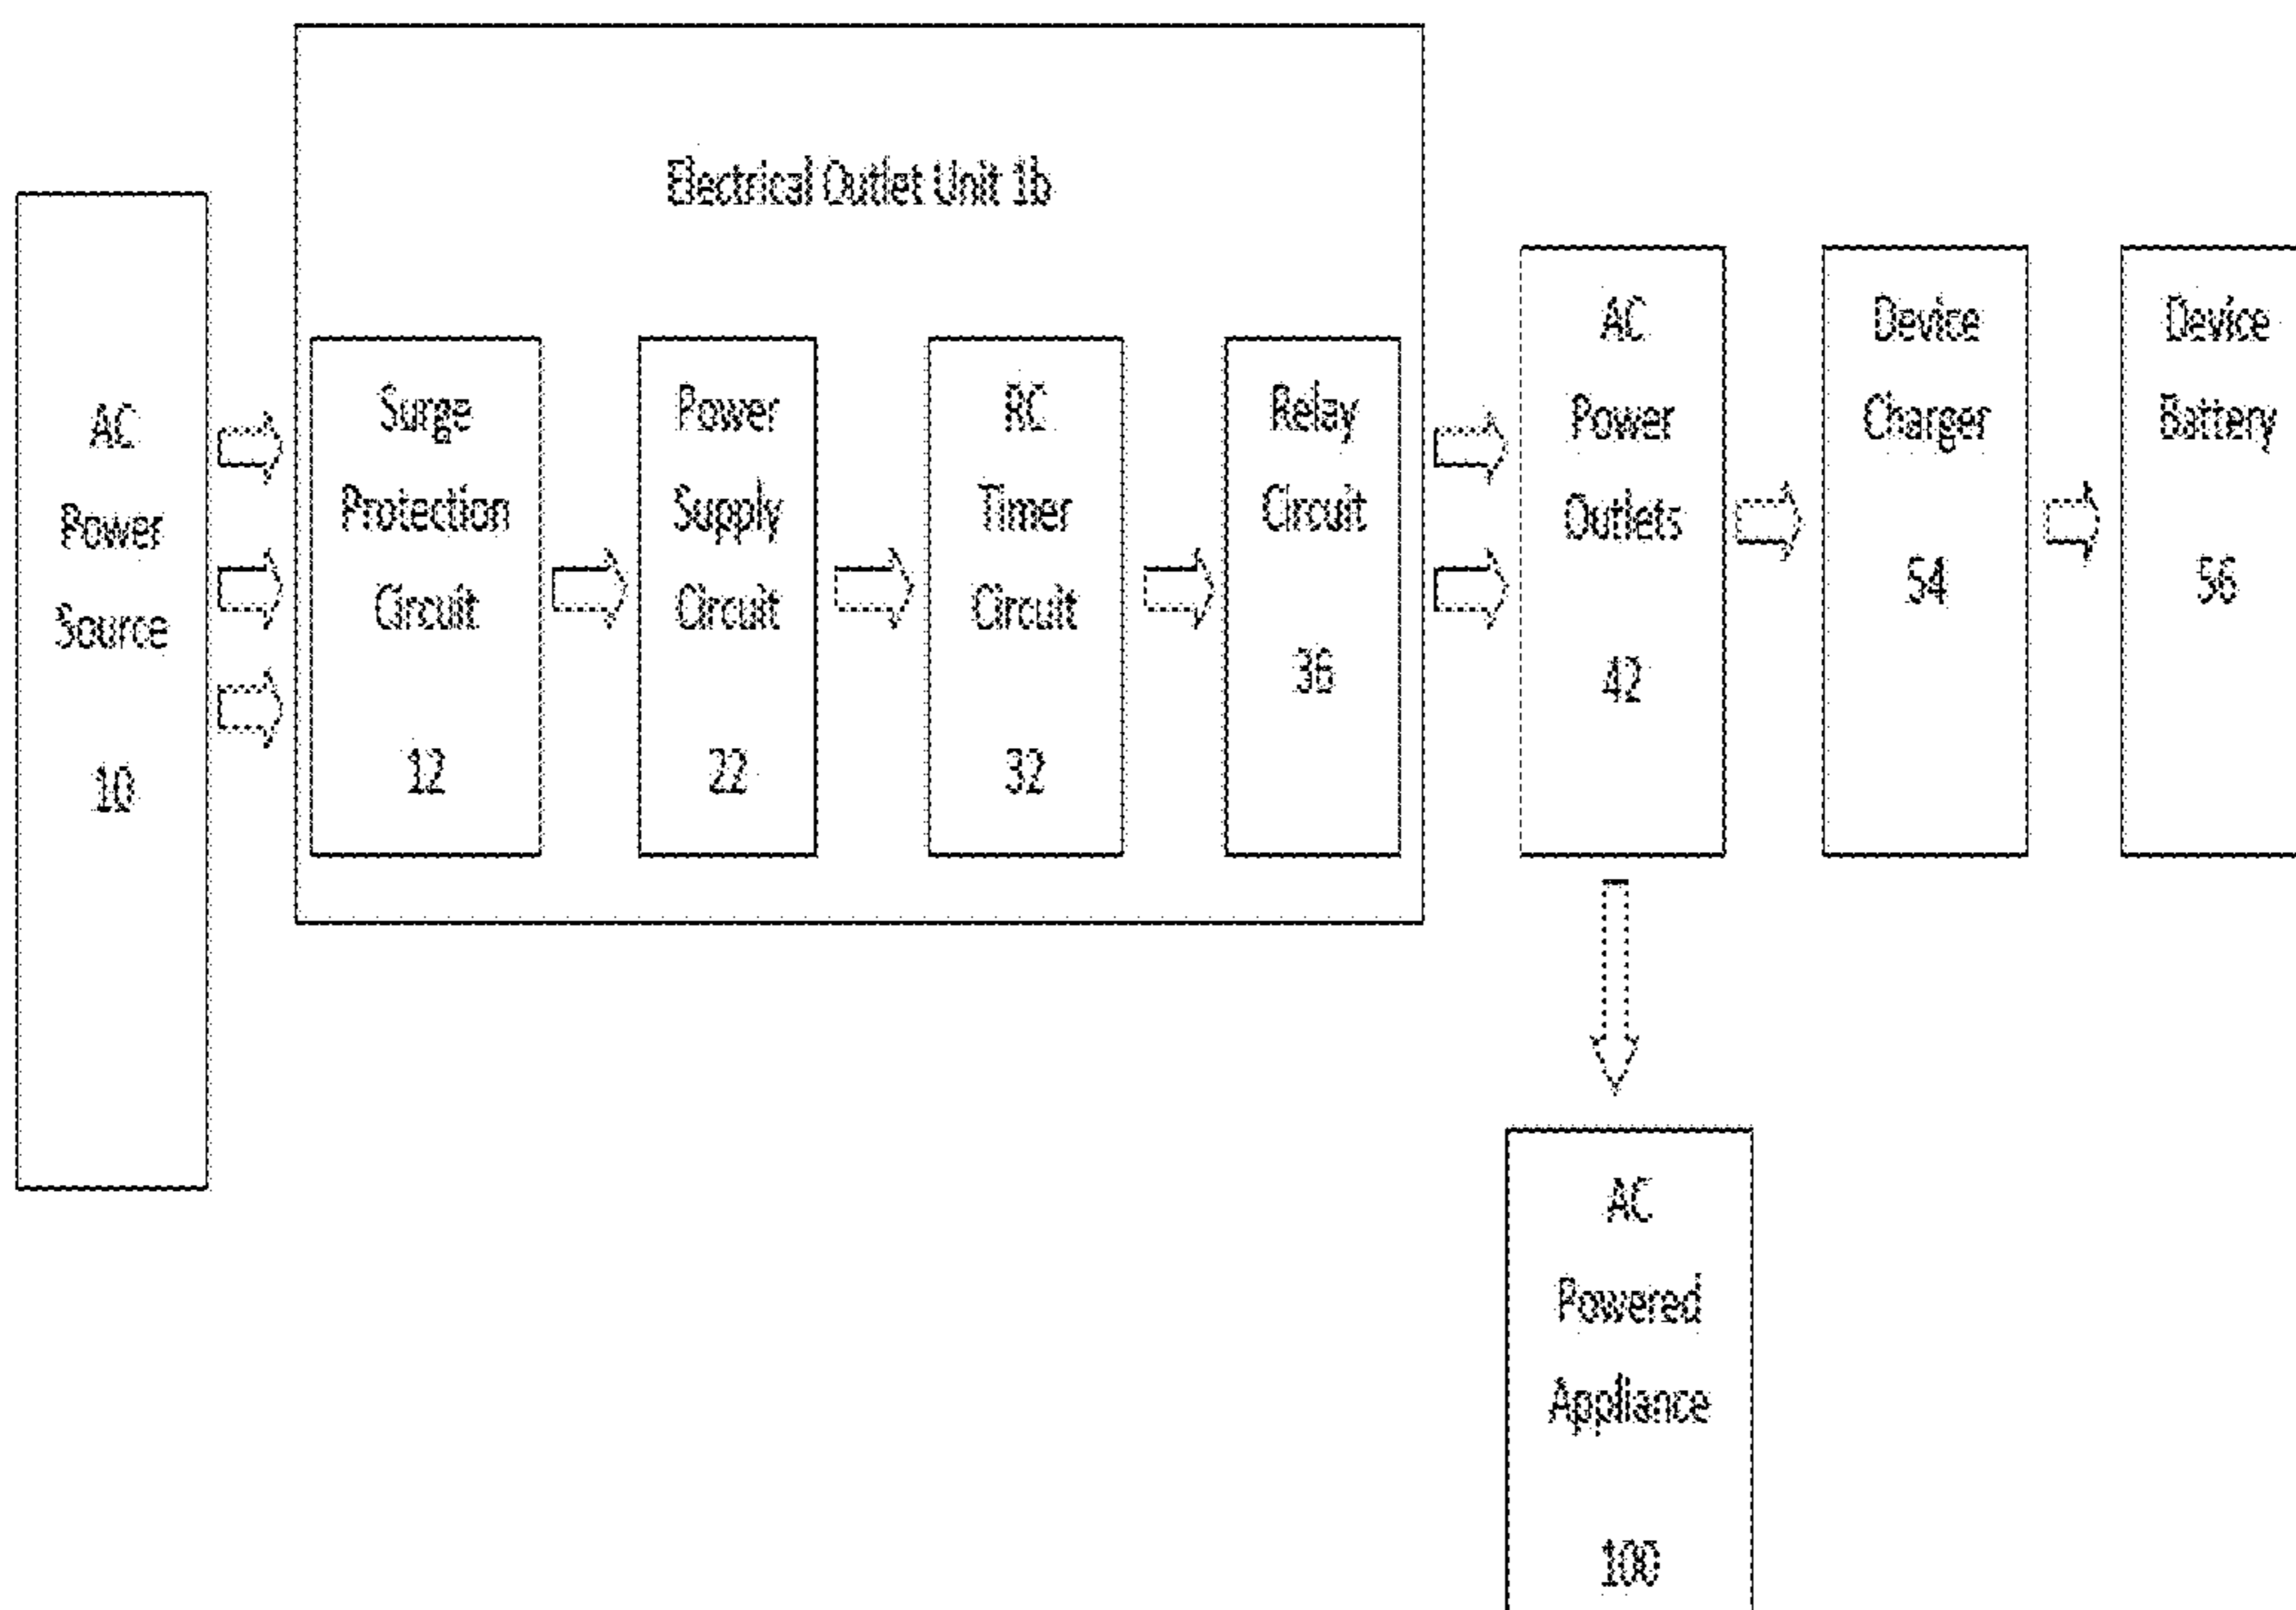 Electrical Outlet Unit 1b
AC
Power
Source
10
Surge
Protection
Circuit
12
Power
Supply
Circuit
22
RC
Timer
Circuit
32
Relay
Circuit
36
AC
Power
Outlets
42
Device
Charger
54
Device
Battery
56
AC
Powered
Appliance
100